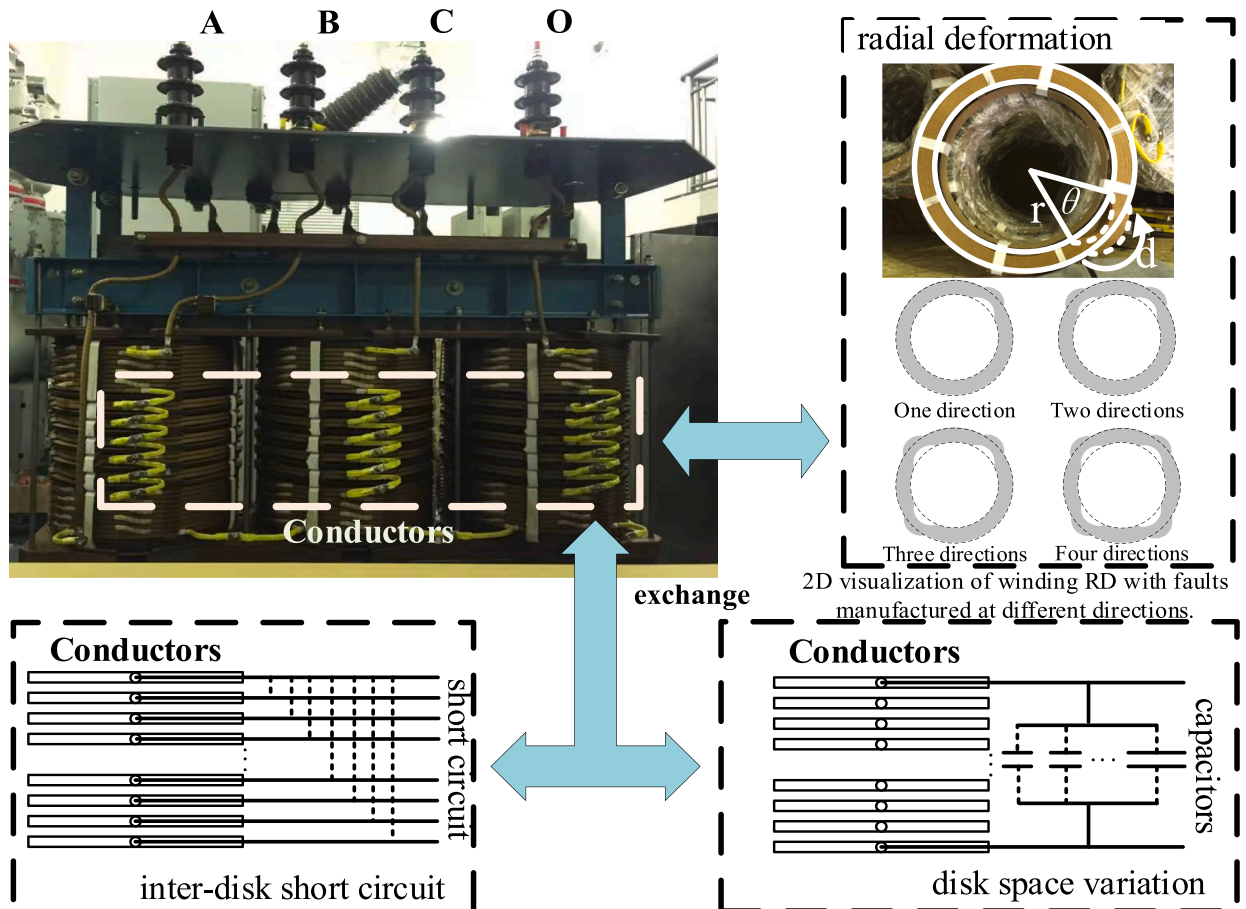 A B C O
radial deformation
r θ
d
One direction Two directions
Conductors
Three directions Four directions
2D visualization of winding RD with faults
manufactured at different directions.
exchange
Conductors
short circuit
inter-disk short circuit
Conductors
capacitors
disk space variation